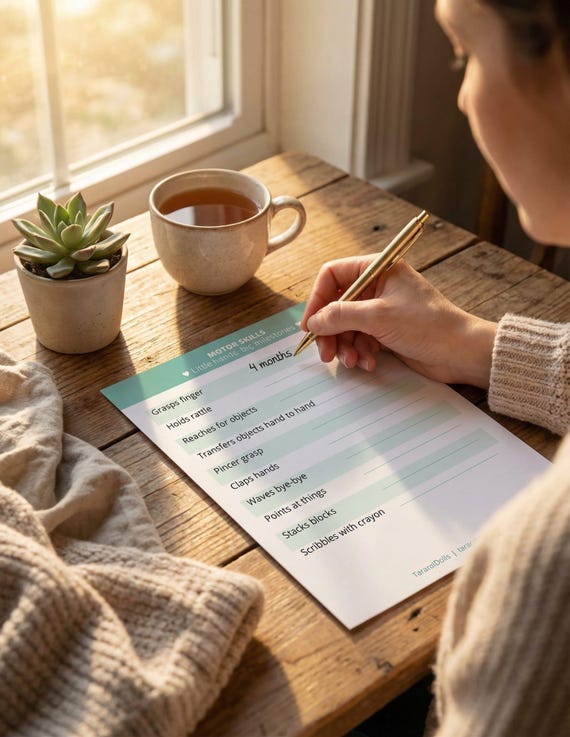 MOTOR SKILLS
♥ Little hands, big milestones
Grasps finger 4 months
Holds rattle
Reaches for objects
Transfers objects hand to hand
Pincer grasp
Claps hands
Waves bye-bye
Points at things
Stacks blocks
Scribbles with crayon
TararolDolls |